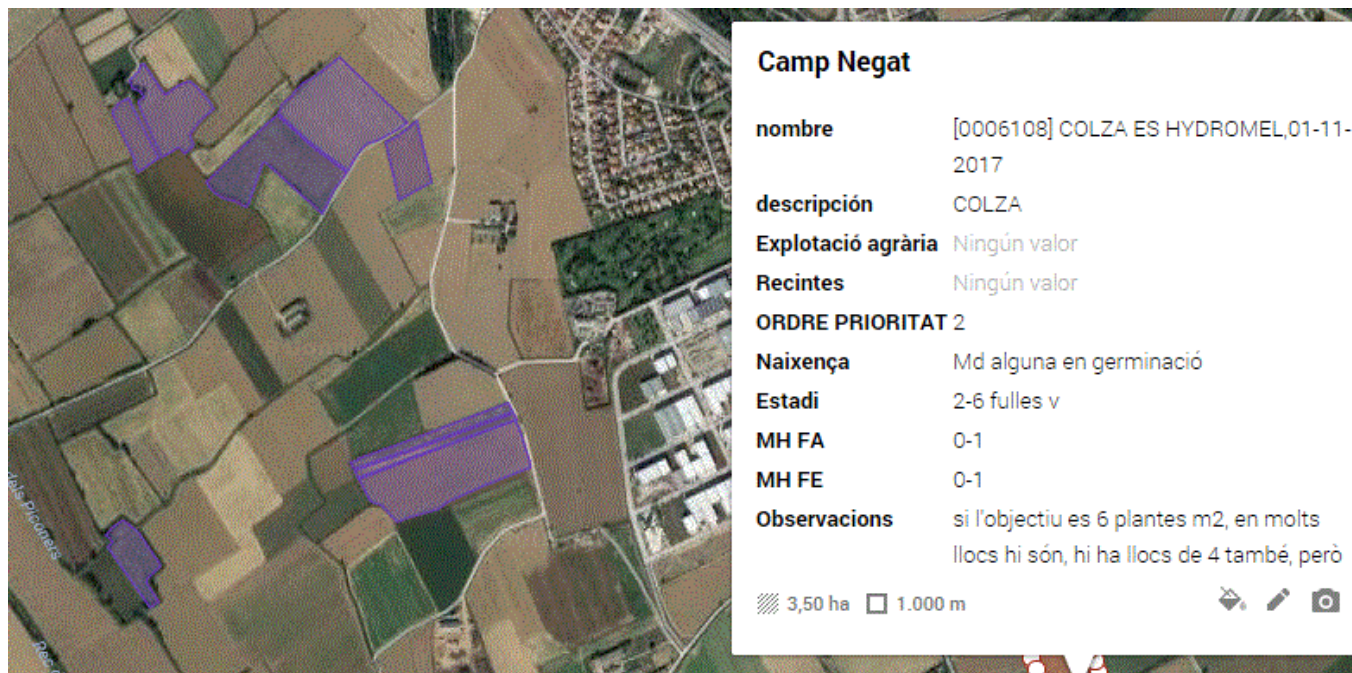 Camp Negat
nombre [0006108] COLZA ES HYDROMEL,01-11-
2017
descripción COLZA
Explotació agrària Ningún valor
Recintes Ningún valor
ORDRE PRIORITAT 2
Naixença Md alguna en germinació
Estadi 2-6 fulles v
MH FA 0-1
MH FE 0-1
Observacions si l'objectiu es 6 plantes m2, en molts
llocs hi són, hi ha llocs de 4 també, però
3,50 ha 1.000 m
dels Piconers
Rec